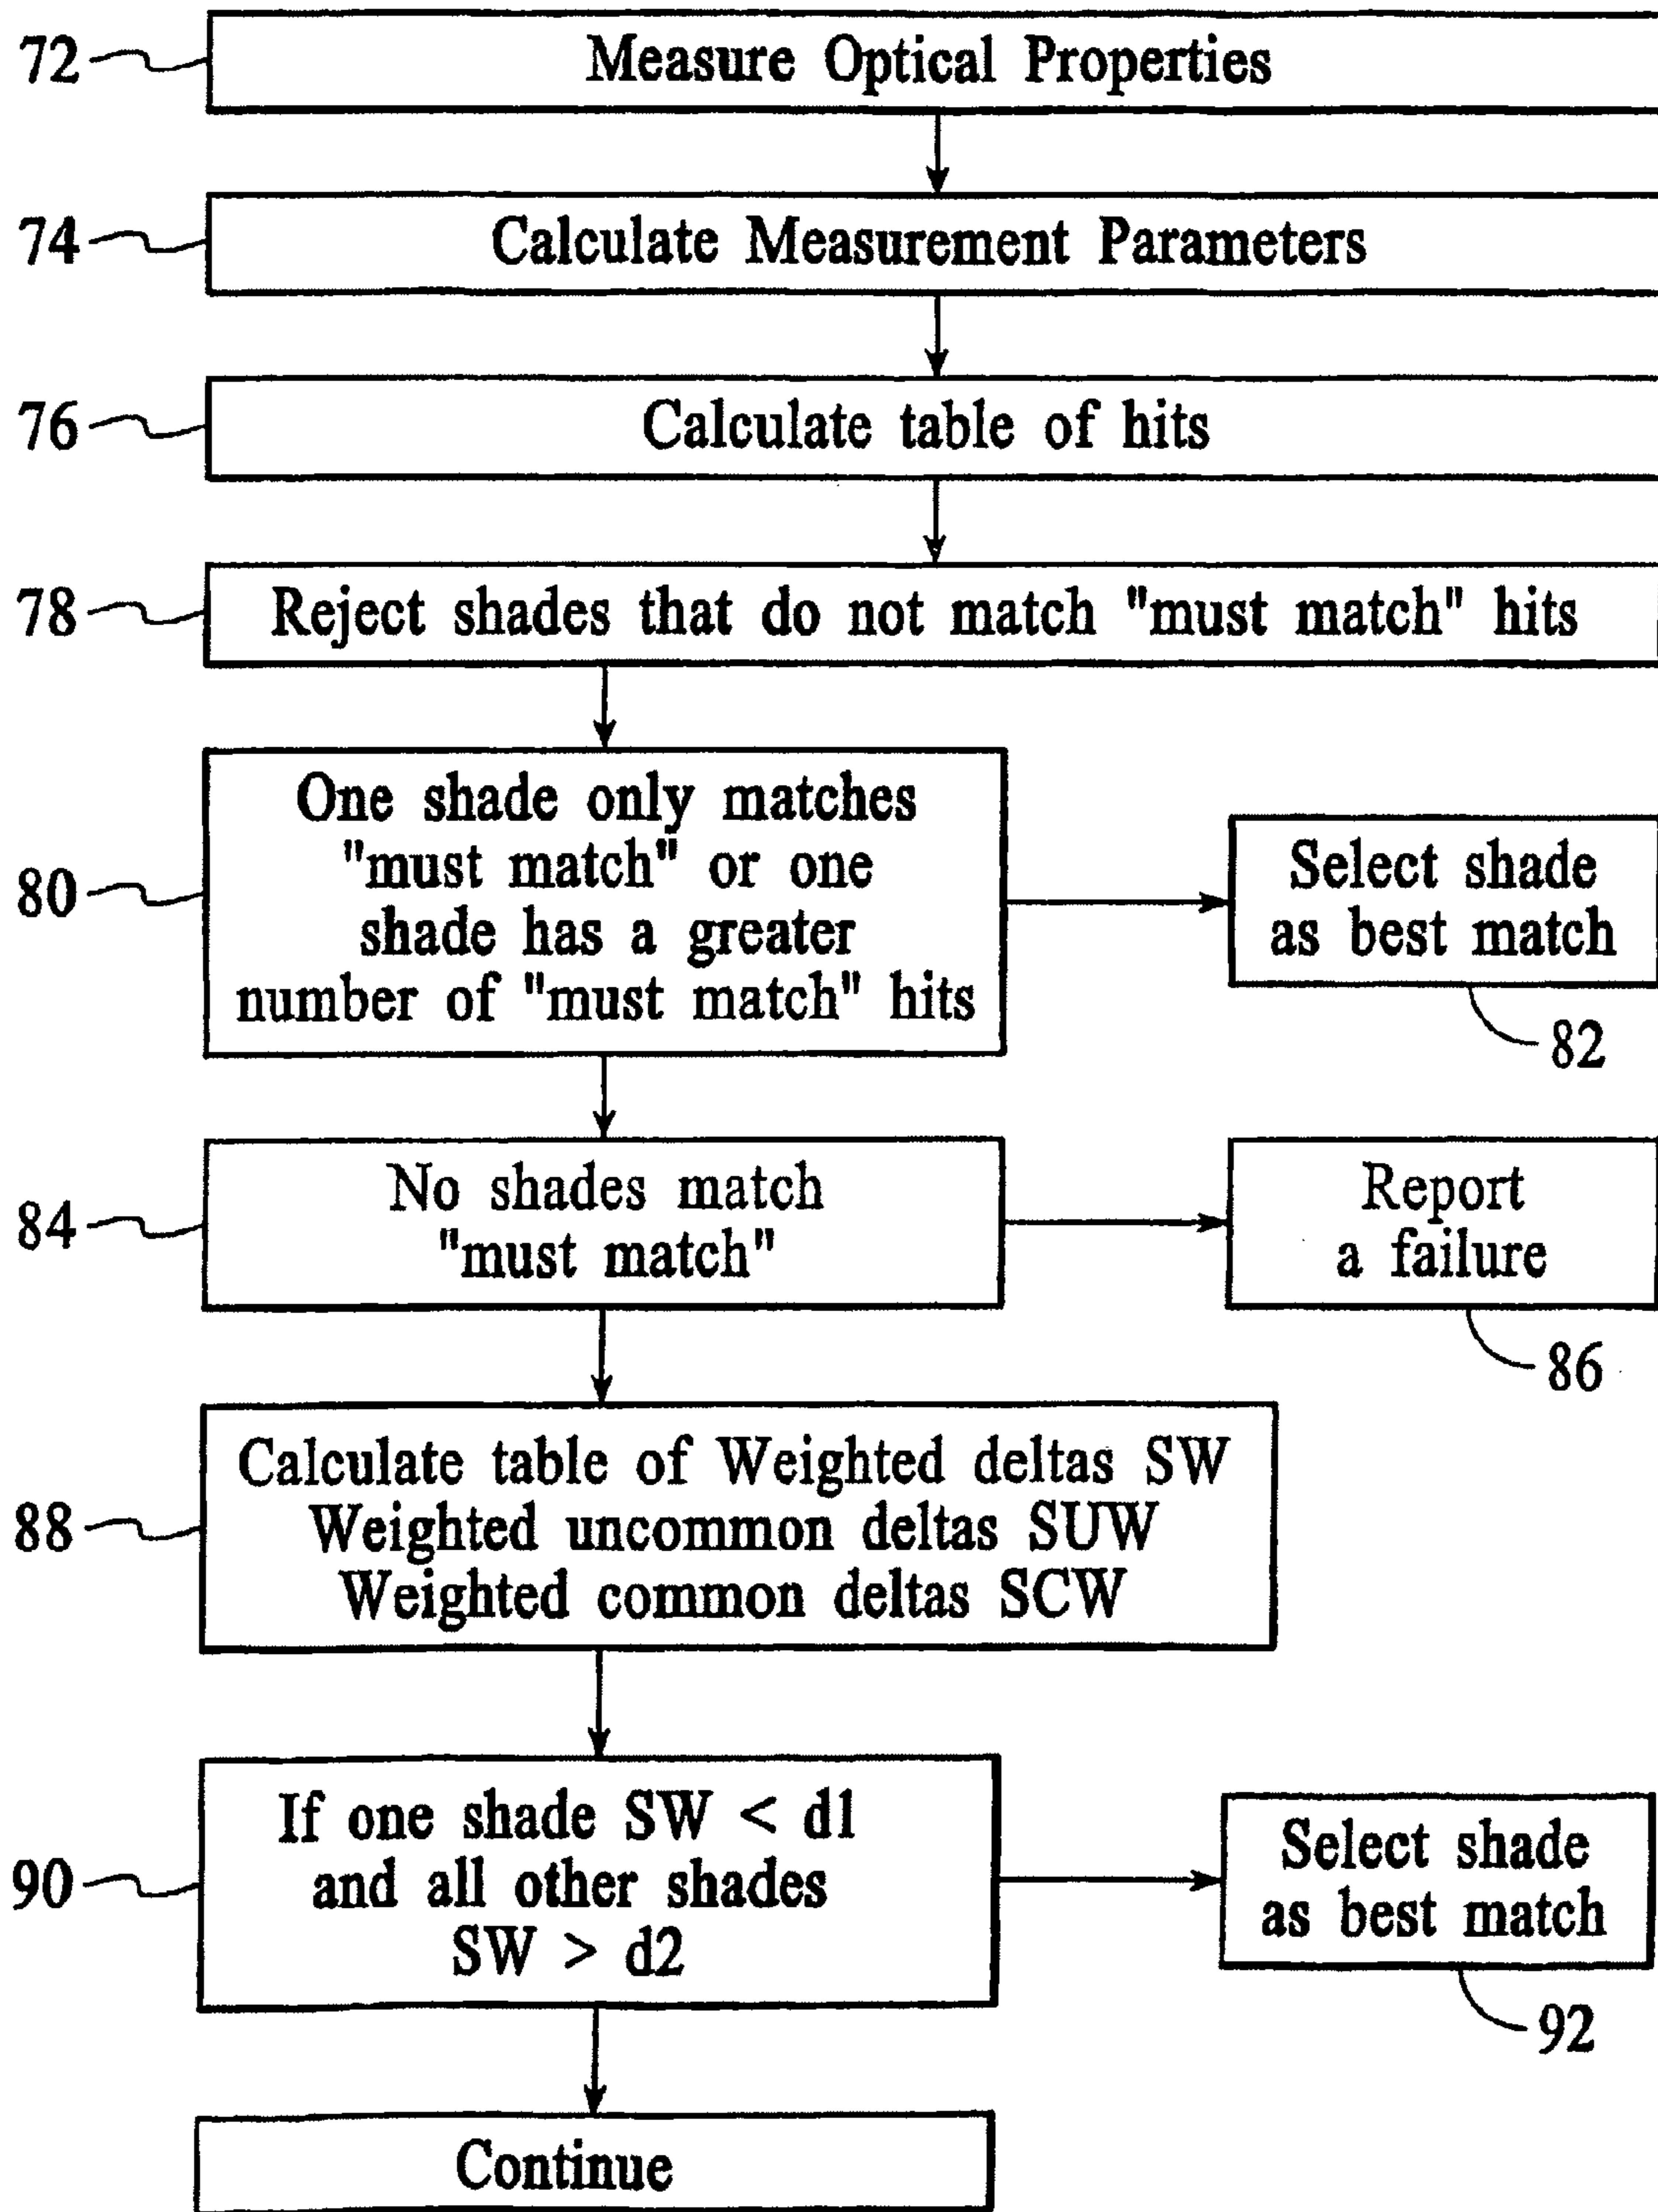 72
Measure Optical Properties
74
Calculate Measurement Parameters
76
Calculate table of hits
78
Reject shades that do not match "must match" hits
80
One shade only matches
"must match" or one
shade has a greater
number of "must match" hits
Select shade
as best match
82
84
No shades match
"must match"
Report
a failure
86
88
Calculate table of Weighted deltas SW
Weighted uncommon deltas SUW
Weighted common deltas SCW
90
If one shade SW < d1
and all other shades
SW > d2
Select shade
as best match
92
Continue